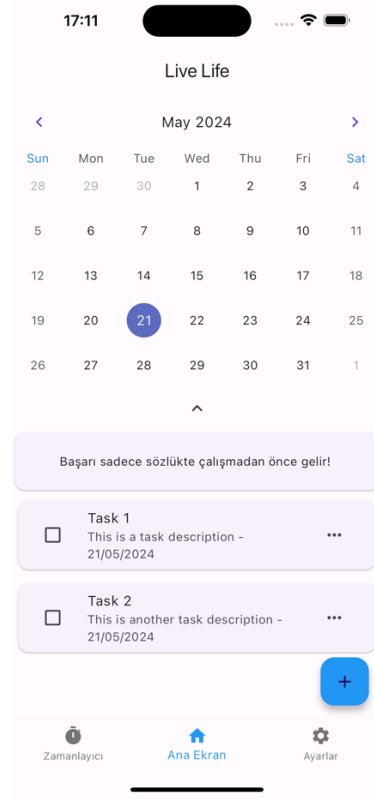 17:11
Live Life
May 2024
Sun Mon Tue Wed Thu Fri Sat
28 29 30 1 2 3 4
5 6 7 8 9 10 11
12 13 14 15 16 17 18
19 20 21 22 23 24 25
26 27 28 29 30 31 1
Başarı sadece sözlükte çalışmadan önce gelir!
Task 1
This is a task description -
21/05/2024
Task 2
This is another task description -
21/05/2024
Zamanlayıcı Ana Ekran Ayarlar